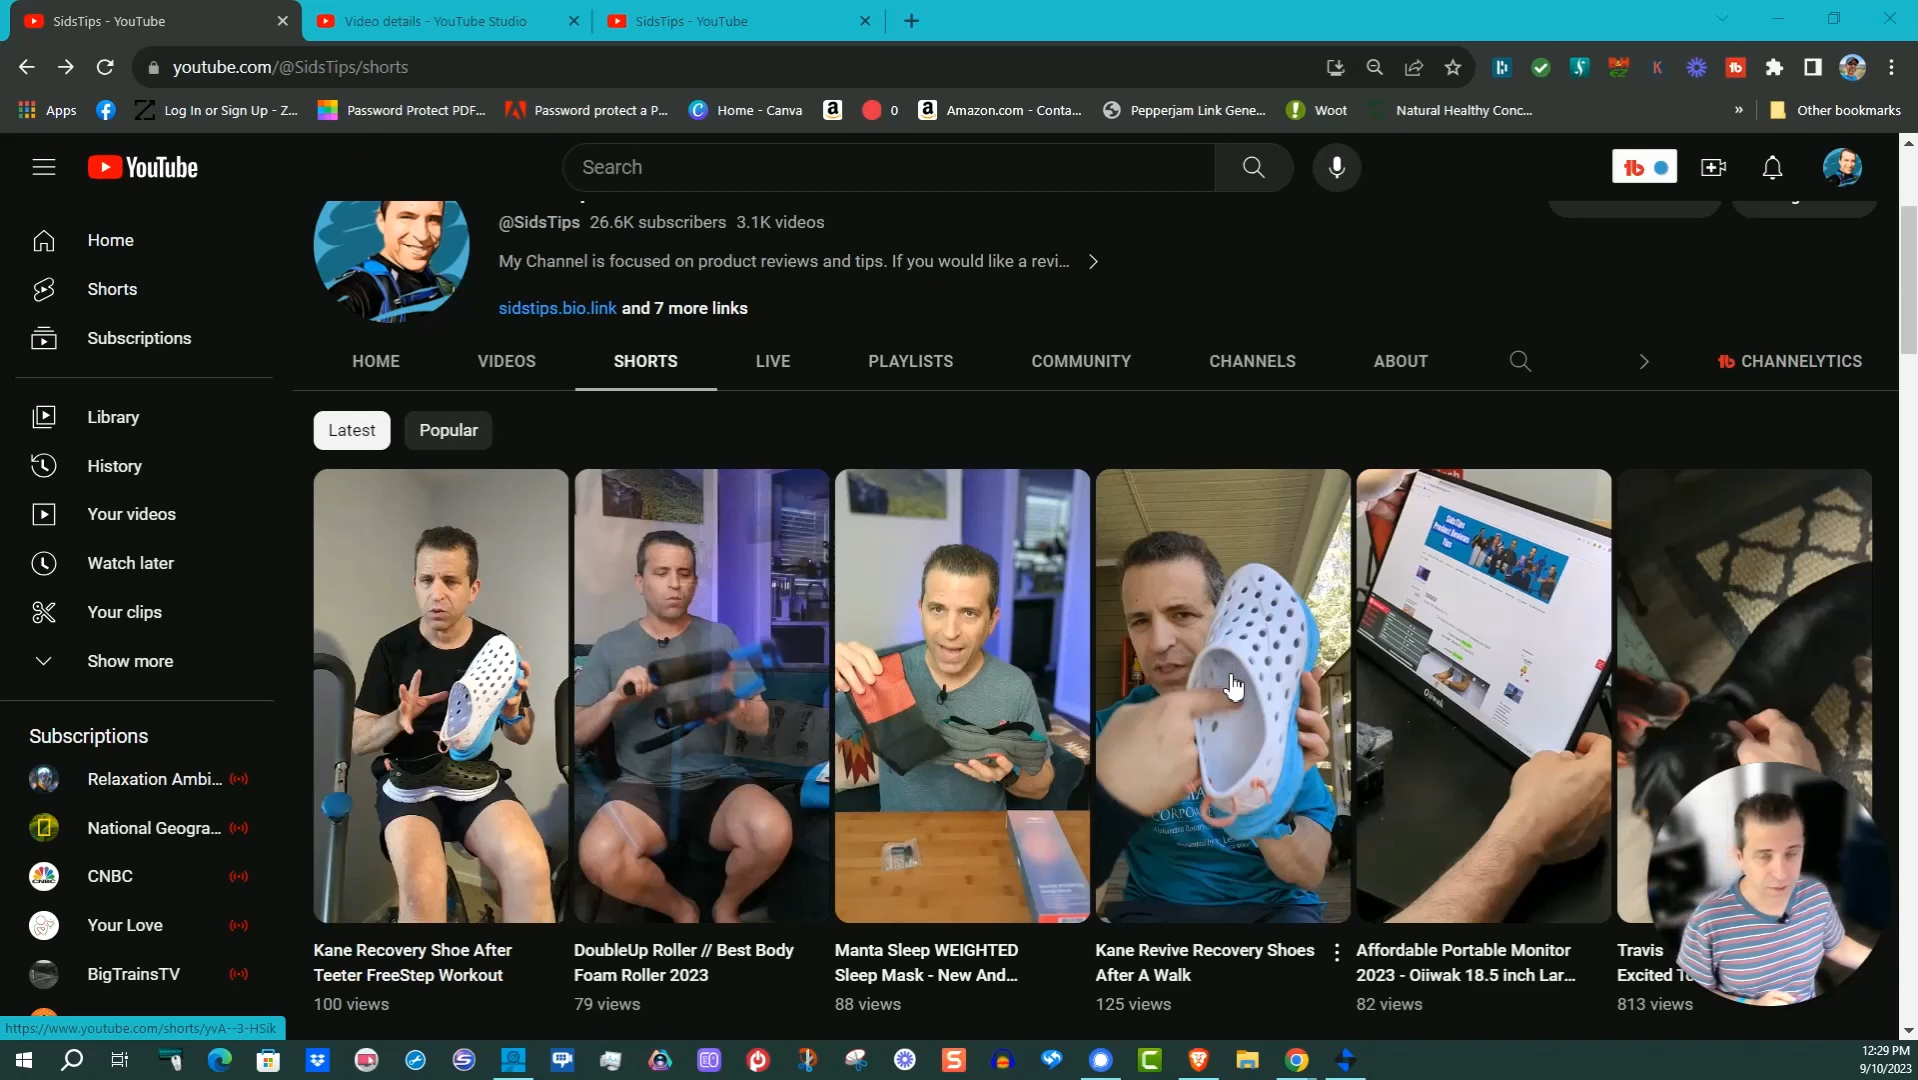 SidsTips - YouTube
Video details - YouTube Studio
SidsTips - YouTube
youtube.com/@SidsTips/shorts
Apps
Log In or Sign Up - Z...
Password Protect PDF...
Password protect a P...
Home - Canva
0
Amazon.com - Conta...
Pepperjam Link Gene...
Woot
Natural Healthy Conc...
»
Other bookmarks
YouTube
Search
@SidsTips 26.6K subscribers 3.1K videos
My Channel is focused on product reviews and tips. If you would like a revi...
sidstips.bio.link and 7 more links
HOME
VIDEOS
SHORTS
LIVE
PLAYLISTS
COMMUNITY
CHANNELS
ABOUT
CHANNELYTICS
Latest
Popular
Home
Shorts
Subscriptions
Library
History
Your videos
Watch later
Your clips
Show more
Subscriptions
Relaxation Ambi...
National Geogra...
CNBC
Your Love
BigTrainsTV
SidsTips
Product Reviews
Tips
Oiiwak
CORPO
Kane Recovery Shoe After
Teeter FreeStep Workout
100 views
DoubleUp Roller // Best Body
Foam Roller 2023
79 views
Manta Sleep WEIGHTED
Sleep Mask - New And...
88 views
Kane Revive Recovery Shoes
After A Walk
125 views
Affordable Portable Monitor
2023 - Oiiwak 18.5 inch Lar...
82 views
Travis
Excited T
813 views
https://www.youtube.com/shorts/yvA--3-HSik
12:29 PM
9/10/2023